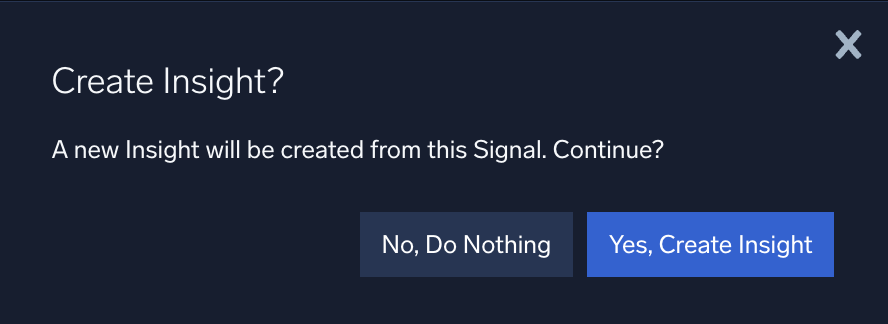 Create Insight?
A new Insight will be created from this Signal. Continue?
No, Do Nothing
Yes, Create Insight